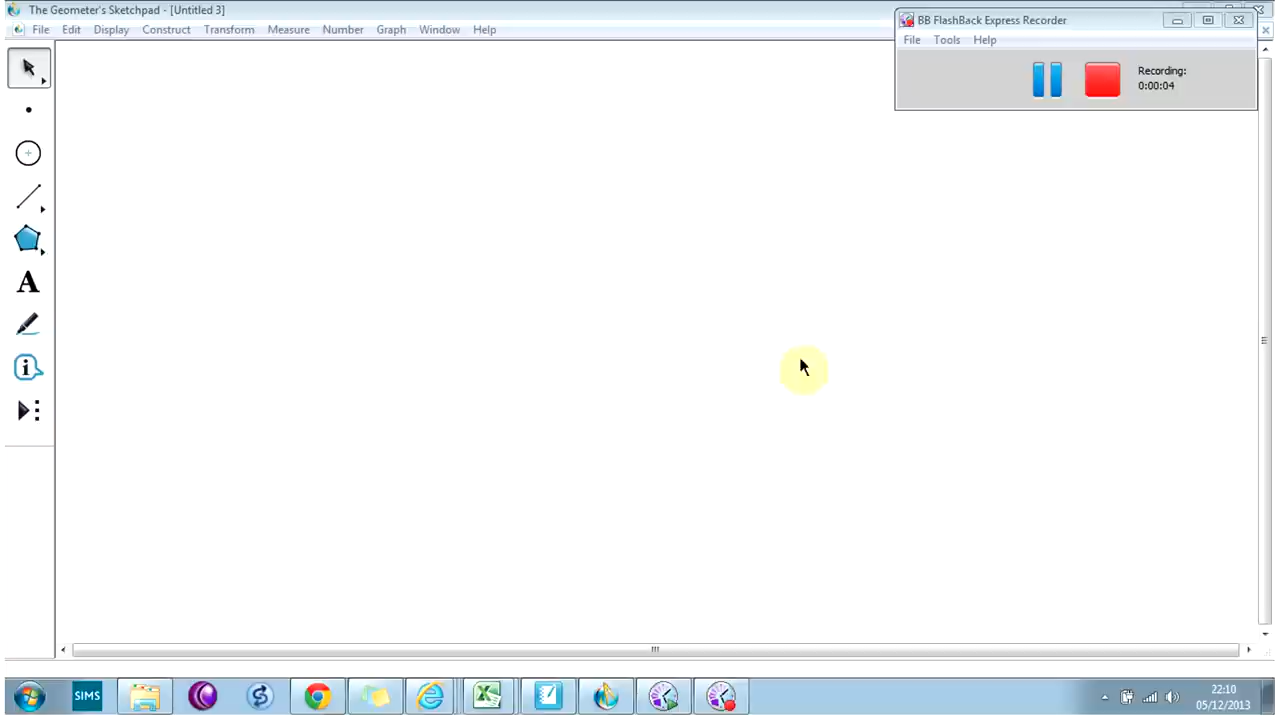 The Geometer's Sketchpad - [Untitled 3]
File Edit Display Construct Transform Measure Number Graph Window Help
BB FlashBack Express Recorder
File Tools Help
Recording:
0:00:04
A
i
SIMS
22:10
05/12/2013